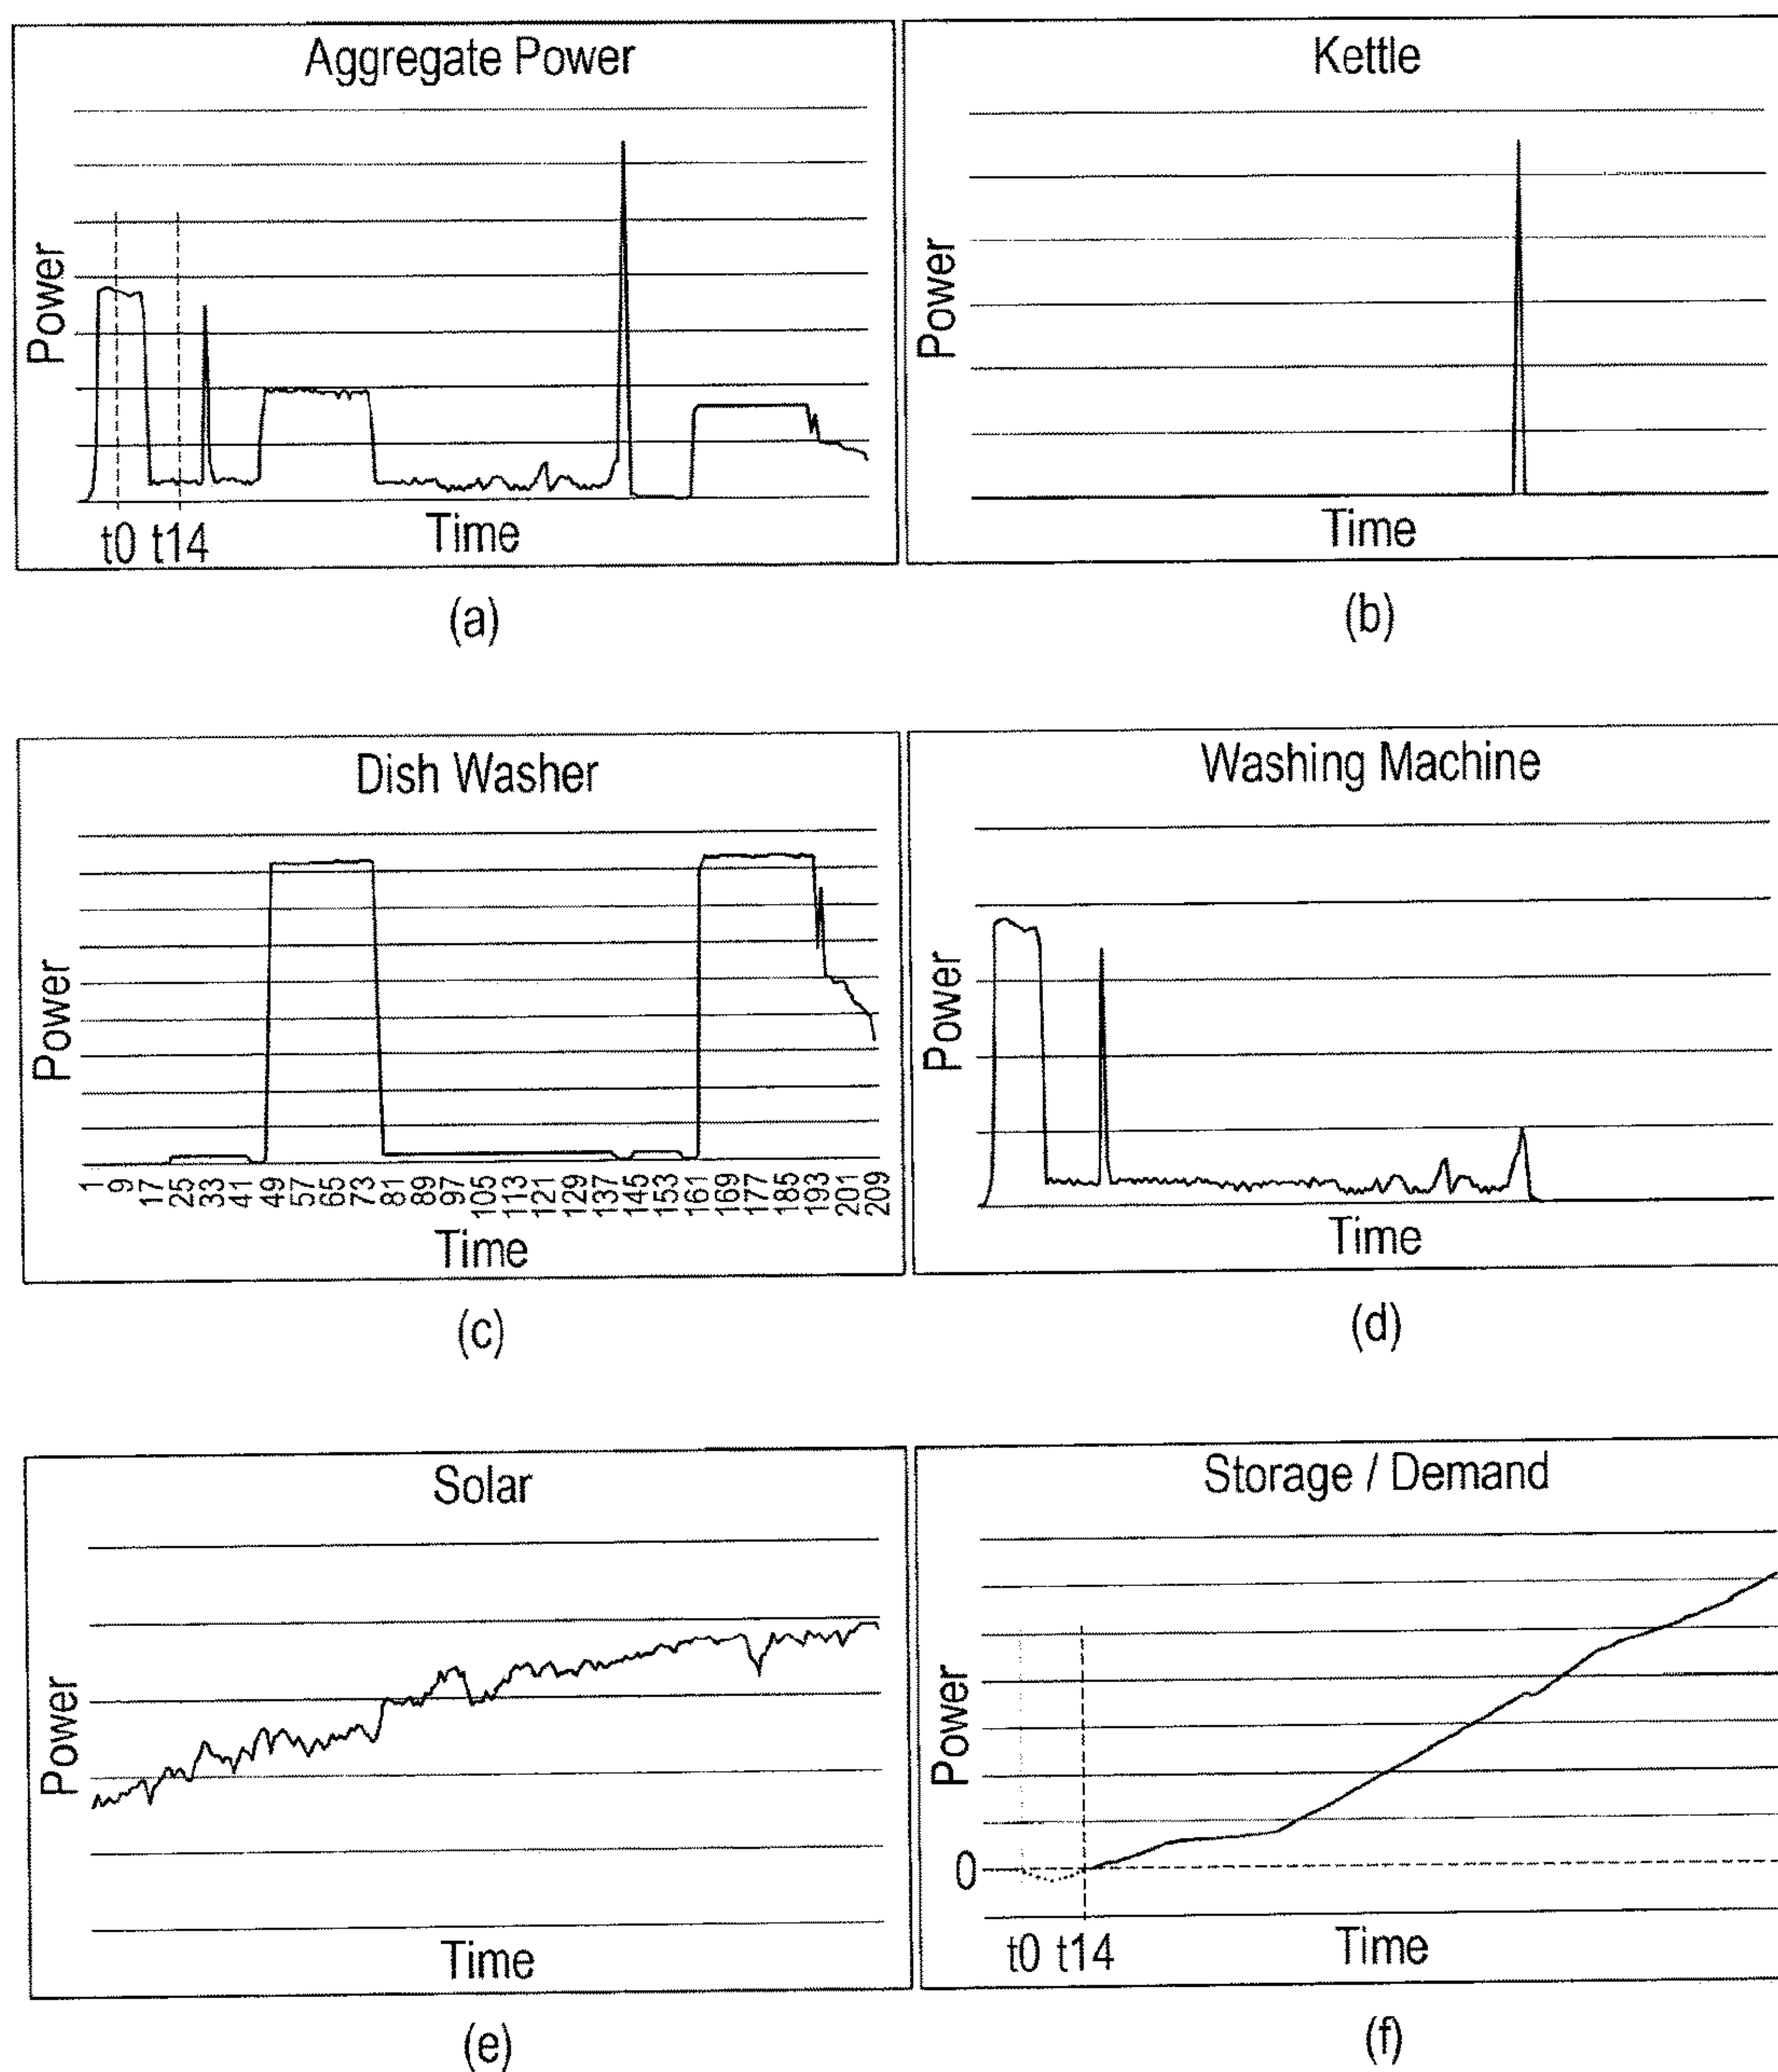 Aggregate Power
Power
t0 t14
Time
(a)
Kettle
Power
Time
(b)
Dish Washer
Power
1 9 17 25 33 41 49 57 65 73 81 89 97 105 113 121 129 137 145 153 161 169 177 185 193 201 209
Time
(c)
Washing Machine
Power
Time
(d)
Solar
Power
Time
(e)
Storage / Demand
Power
0
t0 t14
Time
(f)